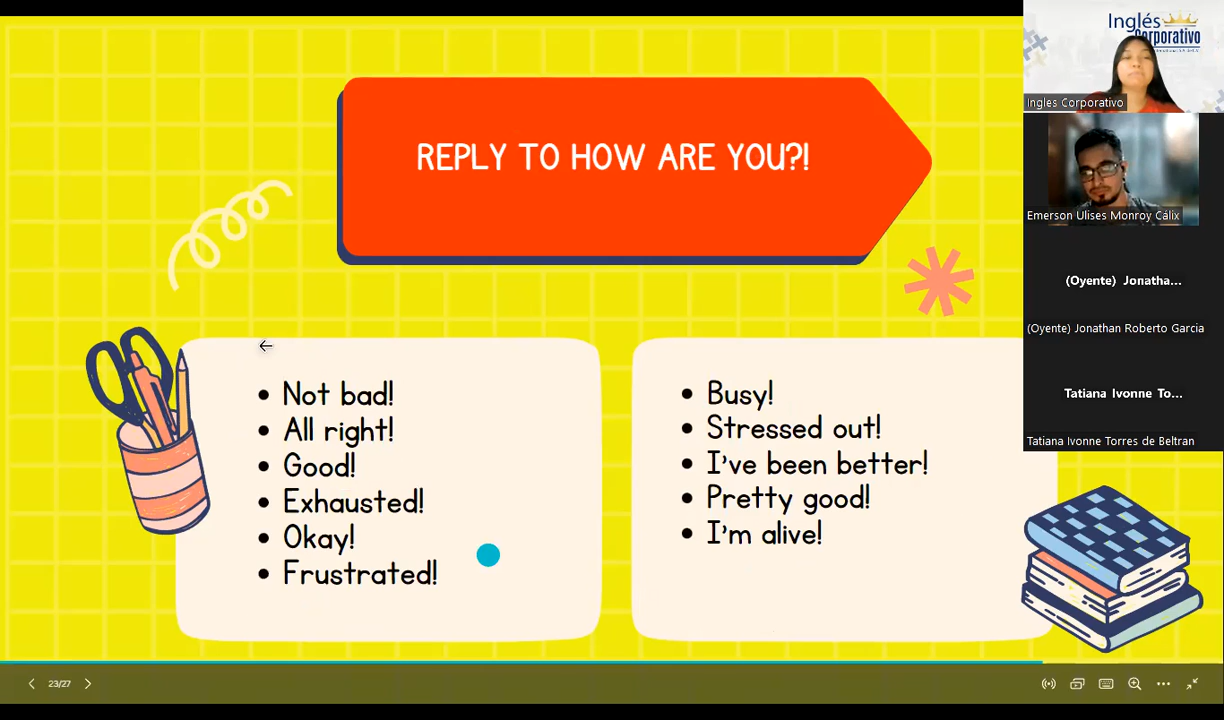 REPLY TO HOW ARE YOU?!
Not bad!
All right!
Good!
Exhausted!
Okay!
Frustrated!
Busy!
Stressed out!
I've been better!
Pretty good!
I'm alive!
23/27
Inglés
Corporativo
Ingles Corporativo
Emerson Ulises Monroy Cálix
(Oyente) Jonatha...
(Oyente) Jonathan Roberto Garcia
Tatiana Ivonne To...
Tatiana Ivonne Torres de Beltran